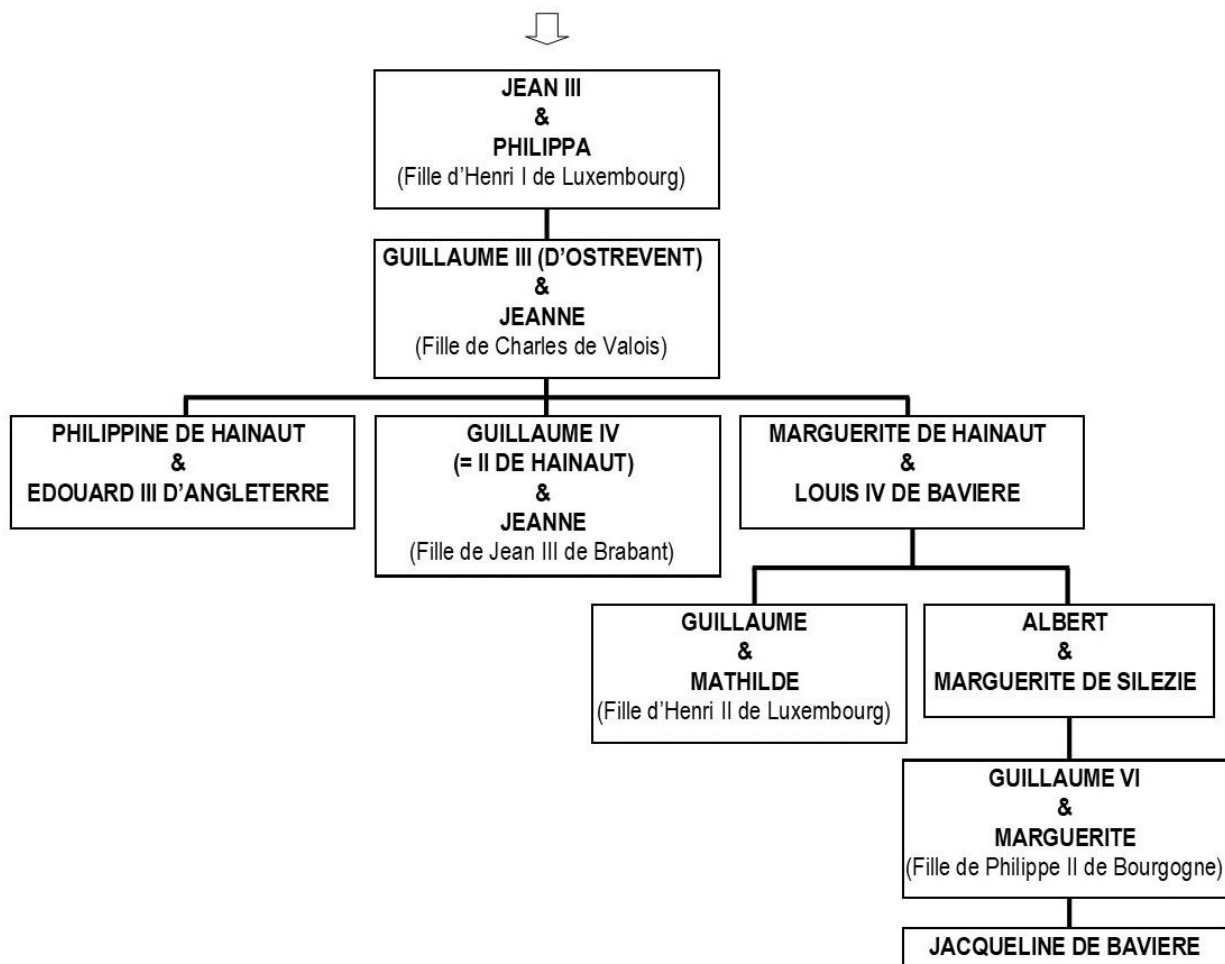 JEAN III
&
PHILIPPA
(Fille d’Henri I de Luxembourg)
GUILLAUME III (D’OSTREVENT)
&
JEANNE
(Fille de Charles de Valois)
PHILIPPINE DE HAINAUT
&
EDOUARD III D’ANGLETERRE
GUILLAUME IV
(= II DE HAINAUT)
&
JEANNE
(Fille de Jean III de Brabant)
MARGUERITE DE HAINAUT
&
LOUIS IV DE BAVIERE
GUILLAUME
&
MATHILDE
(Fille d’Henri II de Luxembourg)
ALBERT
&
MARGUERITE DE SILEZIE
GUILLAUME VI
&
MARGUERITE
(Fille de Philippe II de Bourgogne)
JACQUELINE DE BAVIERE